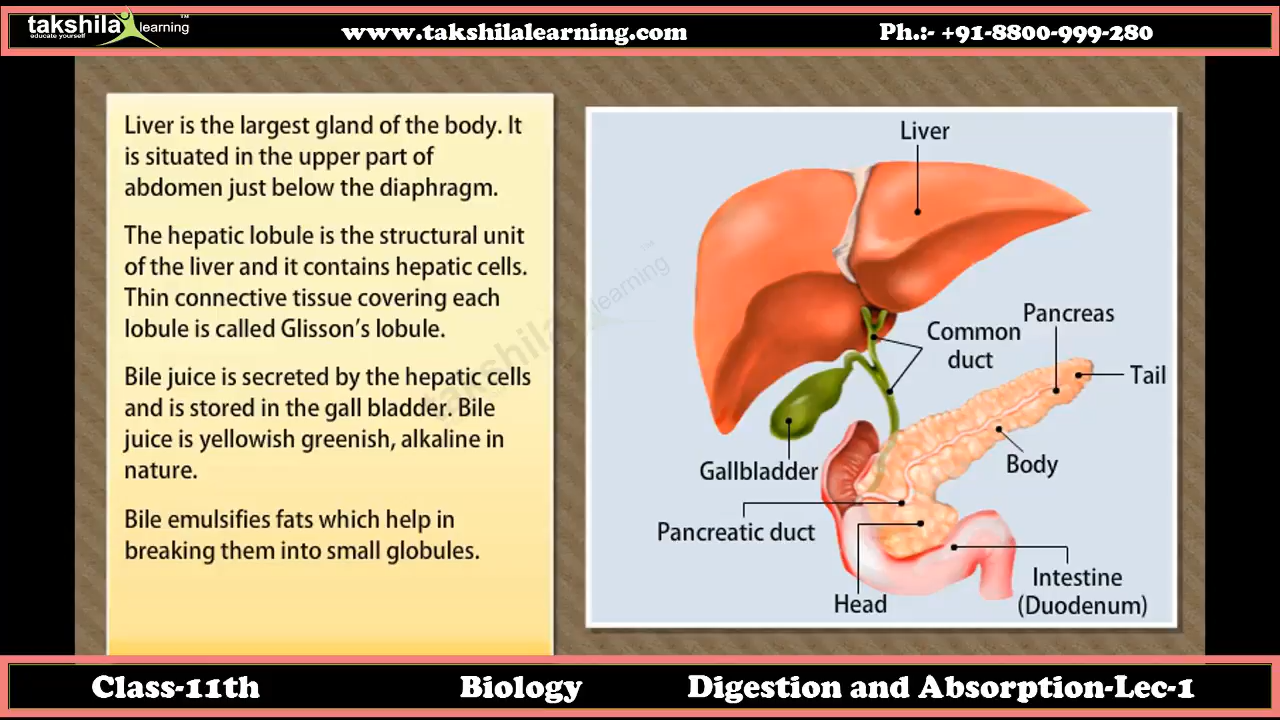 takshila learning
™
educate yourself
www.takshilalearning.com
Ph.:- +91-8800-999-280
Liver is the largest gland of the body. It
is situated in the upper part of
abdomen just below the diaphragm.
The hepatic lobule is the structural unit
of the liver and it contains hepatic cells.
Thin connective tissue covering each
lobule is called Glisson's lobule.
Bile juice is secreted by the hepatic cells
and is stored in the gall bladder. Bile
juice is yellowish greenish, alkaline in
nature.
Bile emulsifies fats which help in
breaking them into small globules.
takshila learning
™
Liver
Pancreas
Common
duct
Tail
Body
Gallbladder
Pancreatic duct
Head
Intestine
(Duodenum)
Class-11th
Biology
Digestion and Absorption-Lec-1